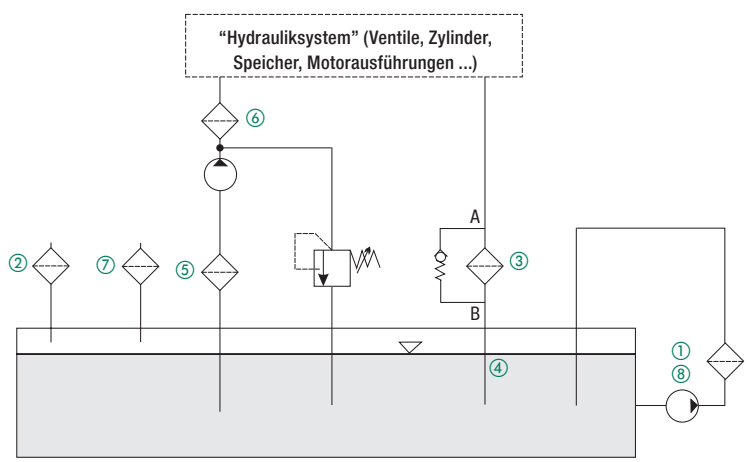 “Hydrauliksystem” (Ventile, Zylinder,
Speicher, Motorausführungen ...)
⑥
A
② ⑦ ⑤ ③
B
④
①
⑧